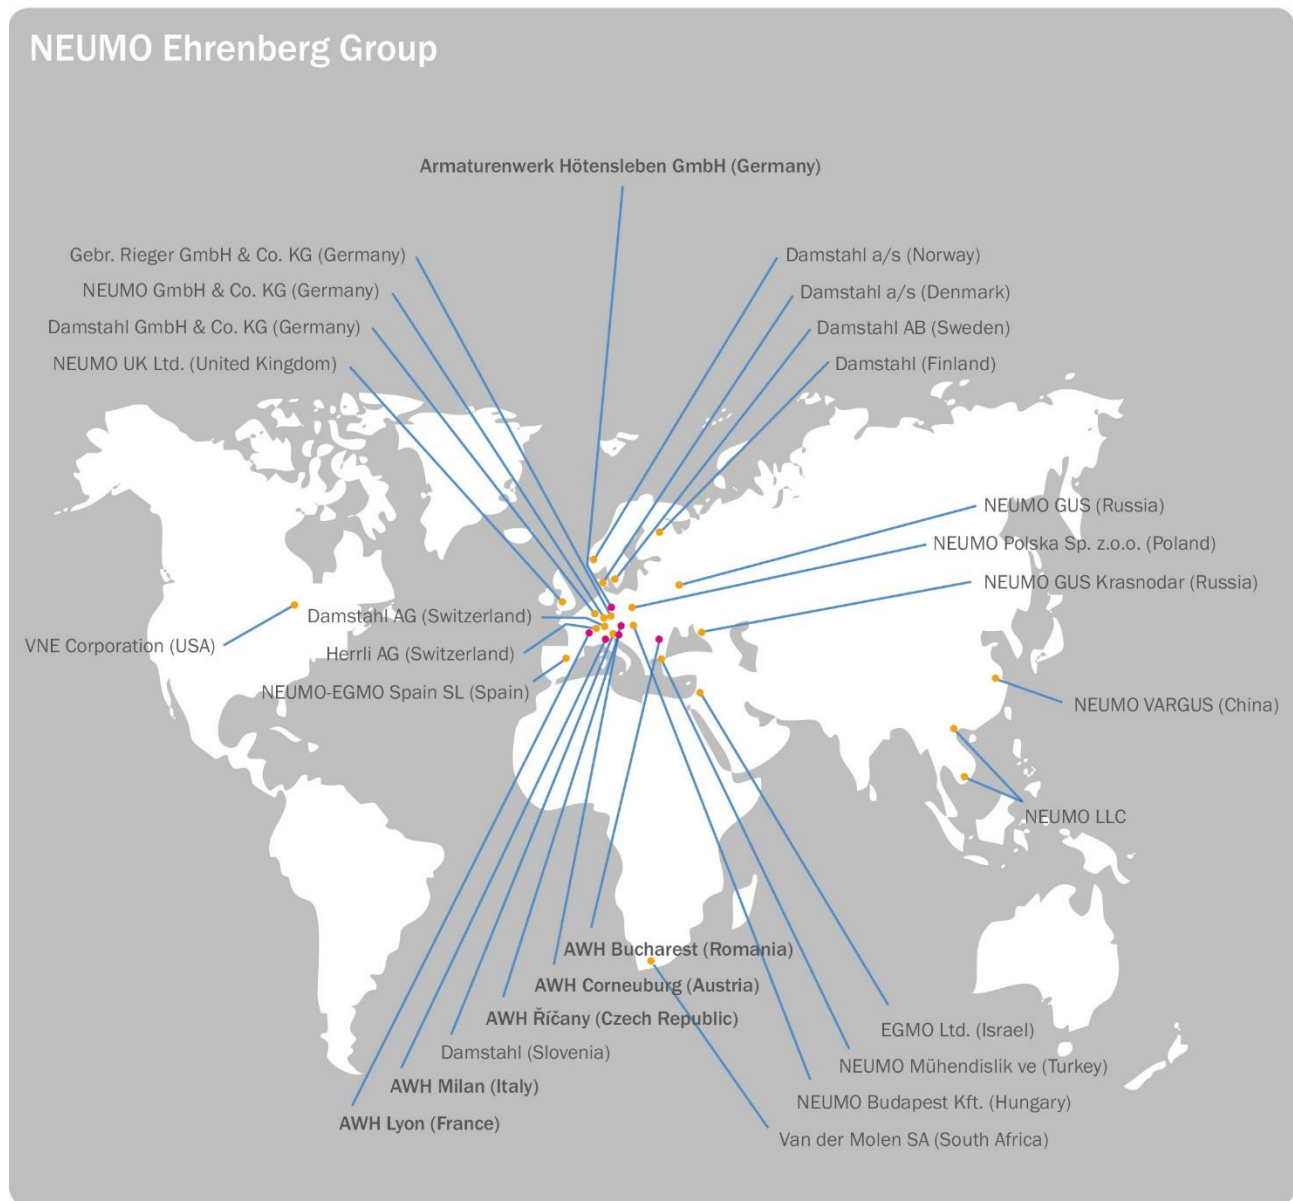 NEUMO Ehrenberg Group
Armaturenwerk Hötensleben GmbH (Germany)
Gebr. Rieger GmbH & Co. KG (Germany)
NEUMO GmbH & Co. KG (Germany)
Damstahl GmbH & Co. KG (Germany)
NEUMO UK Ltd. (United Kingdom)
Damstahl a/s (Norway)
Damstahl a/s (Denmark)
Damstahl AB (Sweden)
Damstahl (Finland)
NEUMO GUS (Russia)
NEUMO Polska Sp. z.o.o. (Poland)
NEUMO GUS Krasnodar (Russia)
Damstahl AG (Switzerland)
VNE Corporation (USA)
Herrli AG (Switzerland)
NEUMO-EGMO Spain SL (Spain)
NEUMO VARGUS (China)
NEUMO LLC
AWH Bucharest (Romania)
AWH Corneuburg (Austria)
AWH Říčany (Czech Republic)
Damstahl (Slovenia)
AWH Milan (Italy)
AWH Lyon (France)
EGMO Ltd. (Israel)
NEUMO Mühendislik ve (Turkey)
NEUMO Budapest Kft. (Hungary)
Van der Molen SA (South Africa)